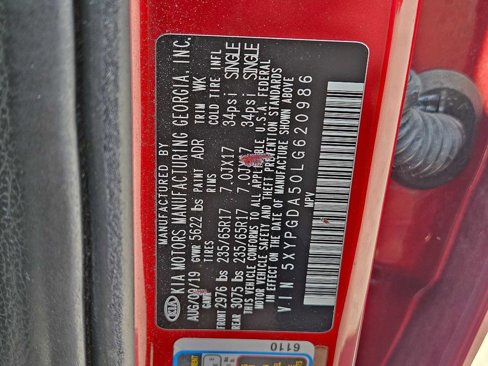 MANUFACTURED BY
KIA MOTORS MANUFACTURING GEORGIA, INC.
AUG/09/19 GVWR 5622 lbs PAINT ADR TRIM WK
GAWR TIRES RIMS COLD TIRE INFL
FRONT 2976 lbs 235/65R17 7.0JX17 34psi SINGLE
REAR 3075 lbs 235/65R17 7.0JX17 34psi SINGLE
THIS VEHICLE CONFORMS TO ALL APPLICABLE U.S.A. FEDERAL
MOTOR VEHICLE SAFETY AND THEFT PREVENTION STANDARDS
IN EFFECT ON THE DATE OF MANUFACTURE SHOWN ABOVE
V.I.N 5XYPGDA50LG620986
MPV
KIA
6110